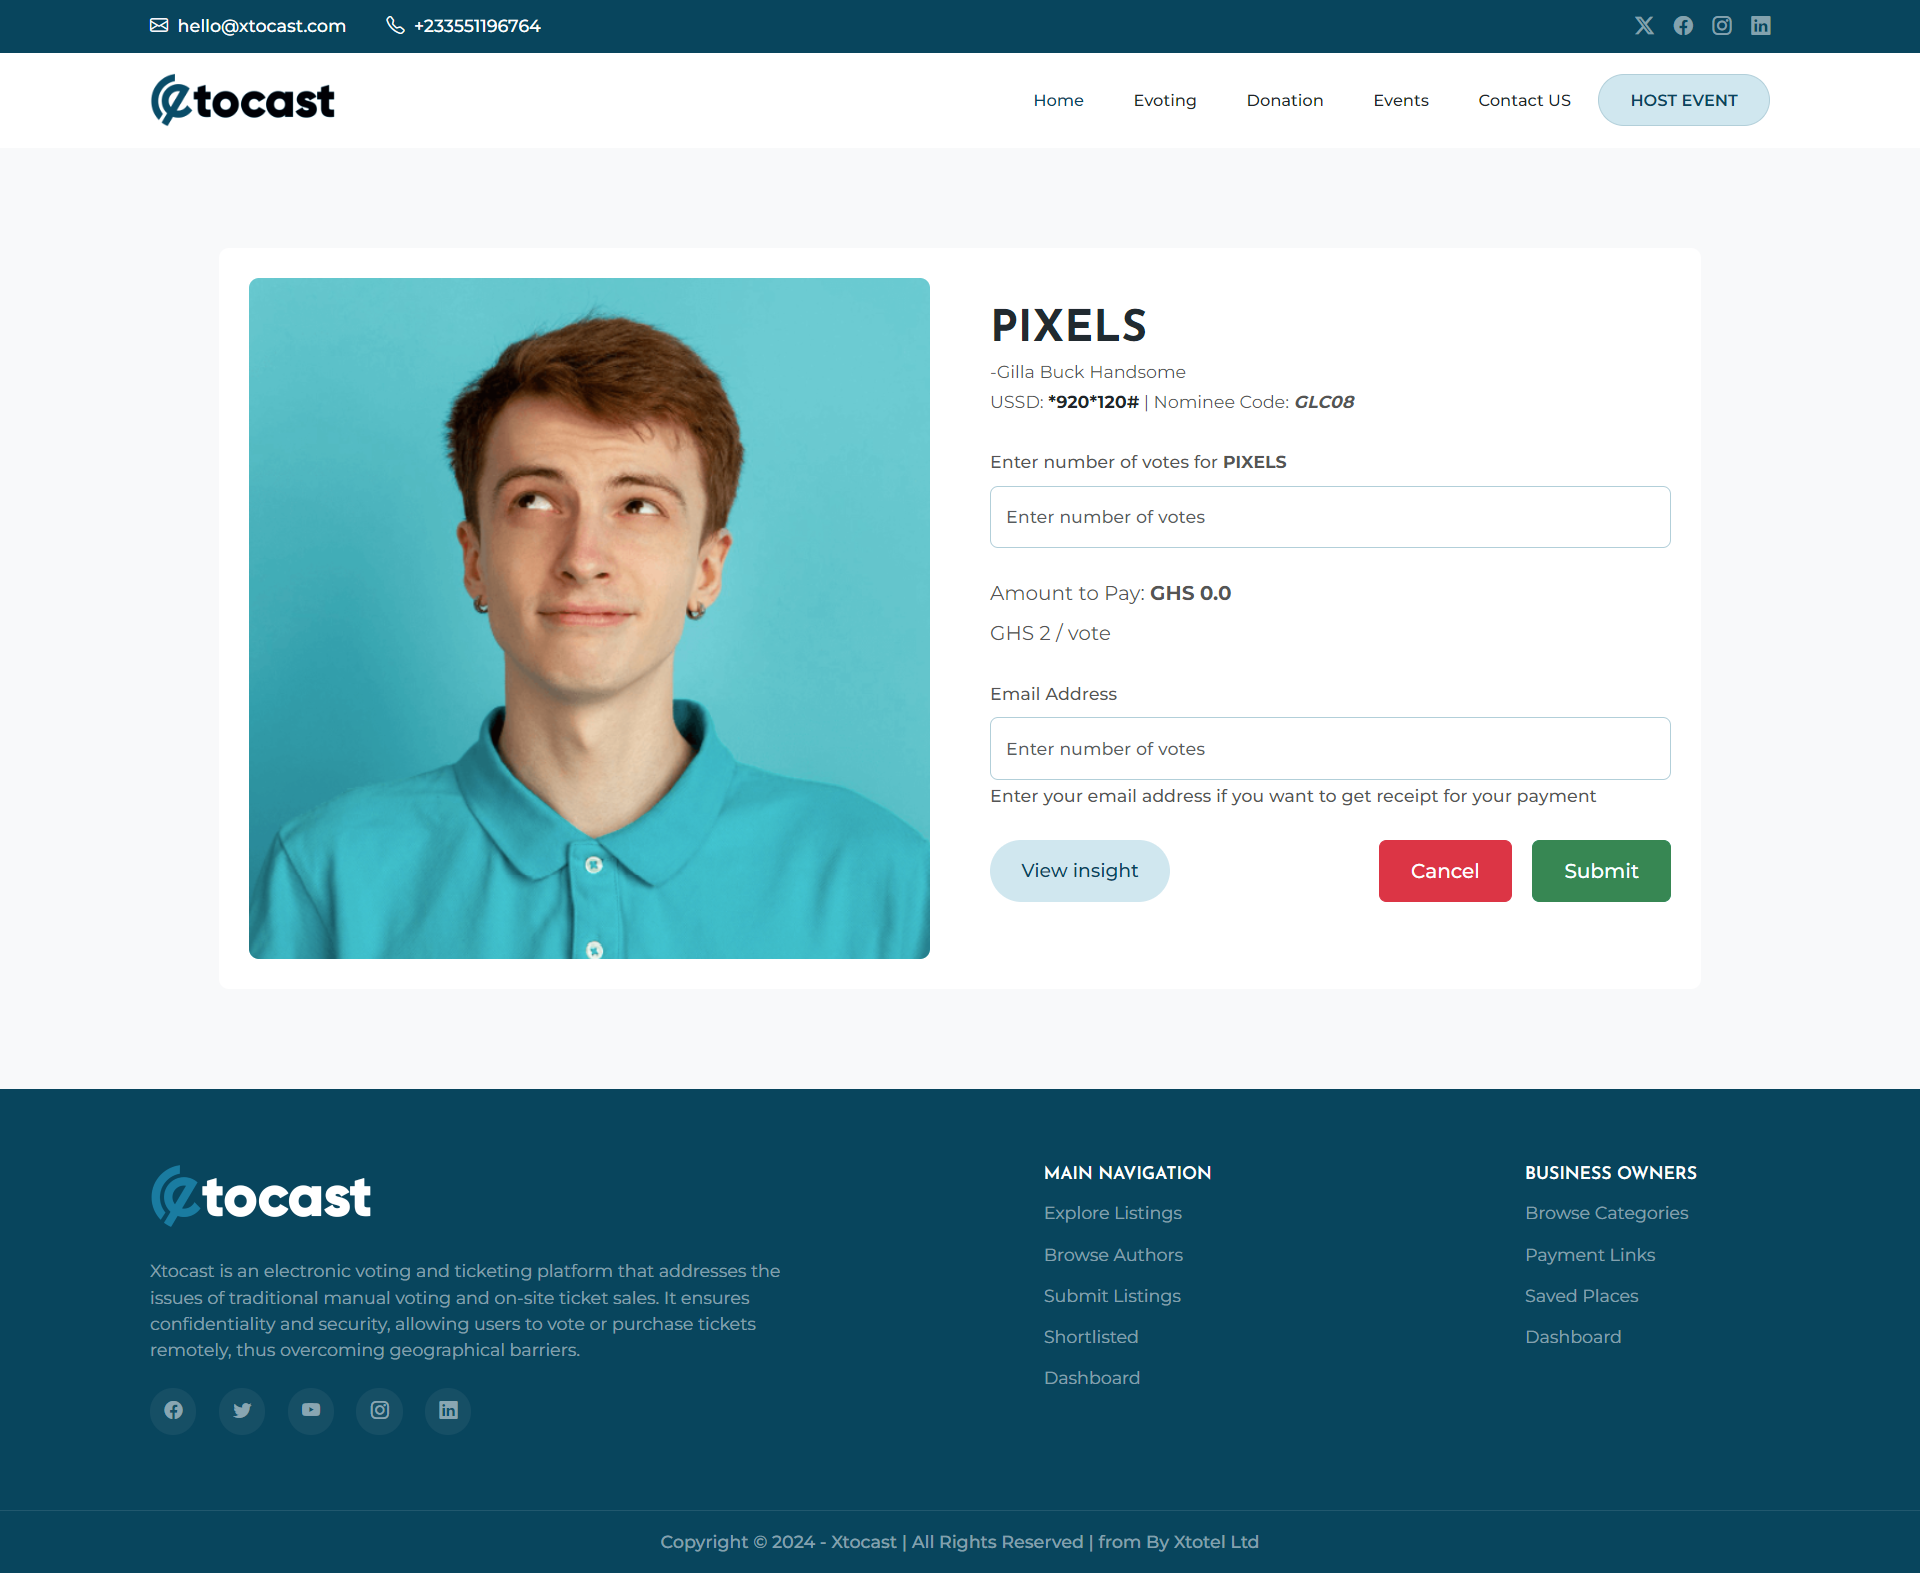 hello@xtocast.com +233551196764
tocast
Home Evoting Donation Events Contact US HOST EVENT
PIXELS
-Gilla Buck Handsome
USSD: *920*120# | Nominee Code: GLC08
Enter number of votes for PIXELS
Enter number of votes
Amount to Pay: GHS 0.0
GHS 2 / vote
Email Address
Enter number of votes
Enter your email address if you want to get receipt for your payment
View insight Cancel Submit
tocast
Xtocast is an electronic voting and ticketing platform that addresses the
issues of traditional manual voting and on-site ticket sales. It ensures
confidentiality and security, allowing users to vote or purchase tickets
remotely, thus overcoming geographical barriers.
MAIN NAVIGATION
Explore Listings
Browse Authors
Submit Listings
Shortlisted
Dashboard
BUSINESS OWNERS
Browse Categories
Payment Links
Saved Places
Dashboard
Copyright © 2024 - Xtocast | All Rights Reserved | from By Xtotel Ltd